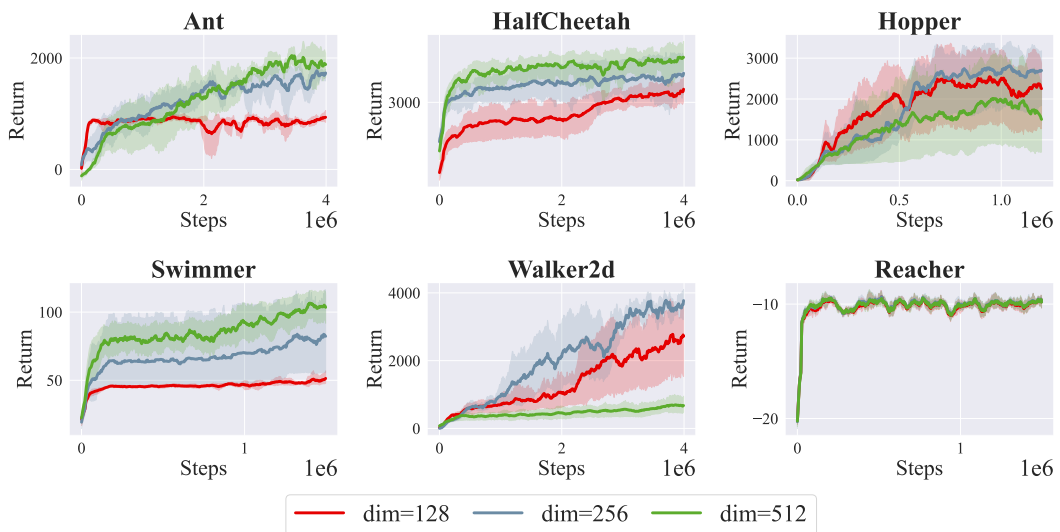 Ant
HalfCheetah
Hopper
Return
2000
0
0
2
4
Steps
1e6
Return
3000
0
2
4
Steps
1e6
Return
3000
2000
1000
0
0.0
0.5
1.0
Steps
1e6
Swimmer
Walker2d
Reacher
Return
100
50
0
1
Steps
1e6
Return
4000
2000
0
0
2
4
Steps
1e6
Return
−10
−20
0
1
Steps
1e6
dim=128
dim=256
dim=512